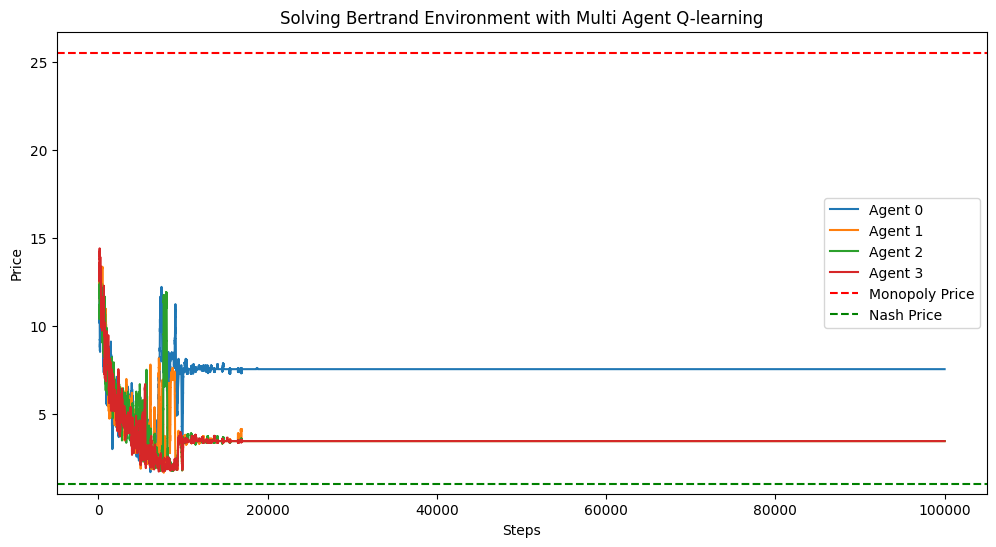 Solving Bertrand Environment with Multi Agent Q-learning
Price
25
20
15
10
5
Agent 0
Agent 1
Agent 2
Agent 3
Monopoly Price
Nash Price
0
20000
40000
60000
80000
100000
Steps